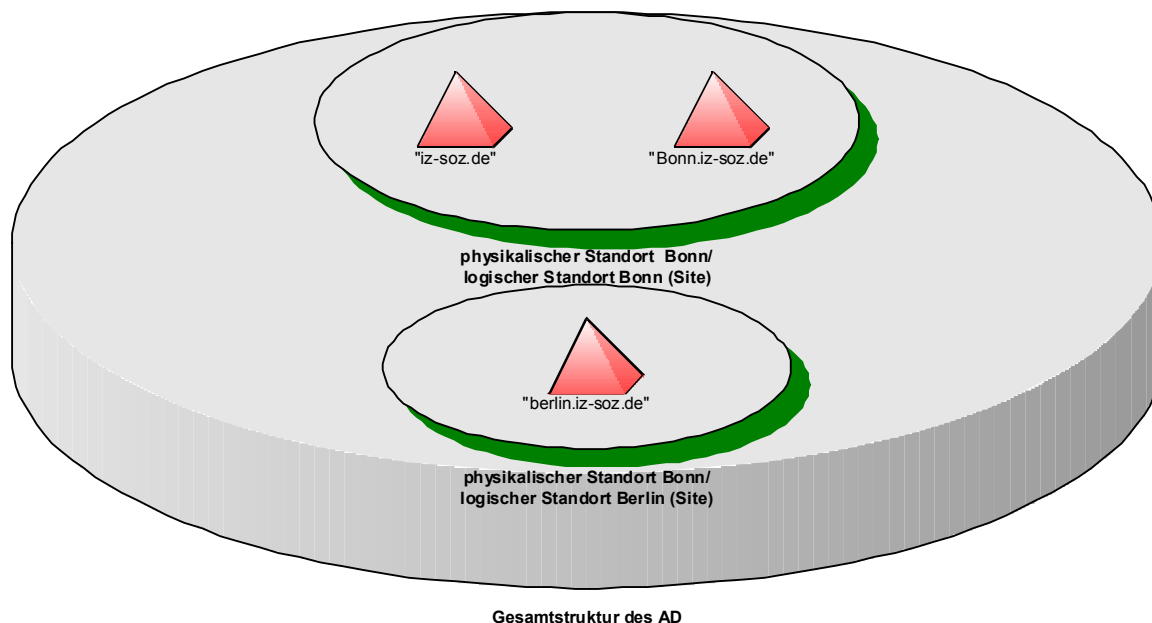 "iz-soz.de"
"Bonn.iz-soz.de"
physikalischer Standort Bonn/
logischer Standort Bonn (Site)
"berlin.iz-soz.de"
physikalischer Standort Bonn/
logischer Standort Berlin (Site)
Gesamtstruktur des AD